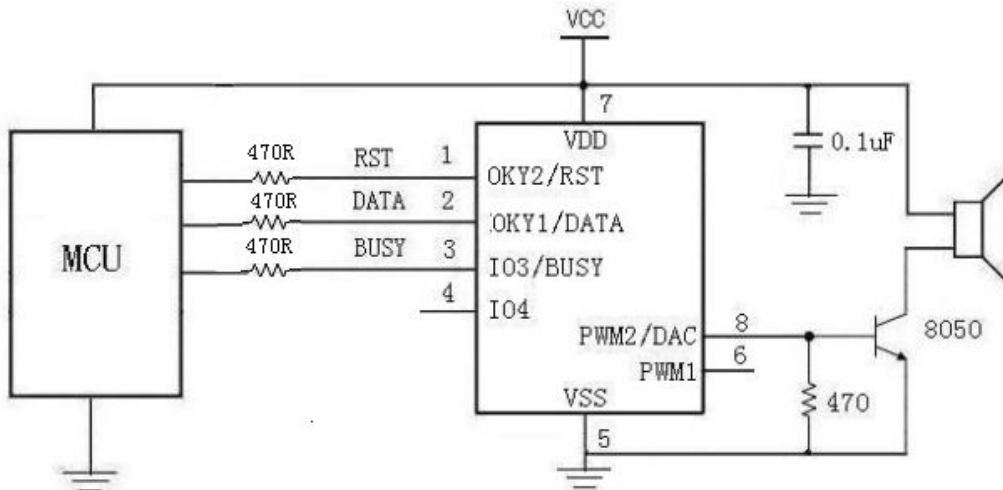 VCC
7
VDD
470R RST 1 OKY2/RST
470R DATA 2 OKY1/DATA
470R BUSY 3 IO3/BUSY
4 IO4
MCU
0.1uF
PWM2/DAC 8
PWM1 6
8050
VSS
5
470